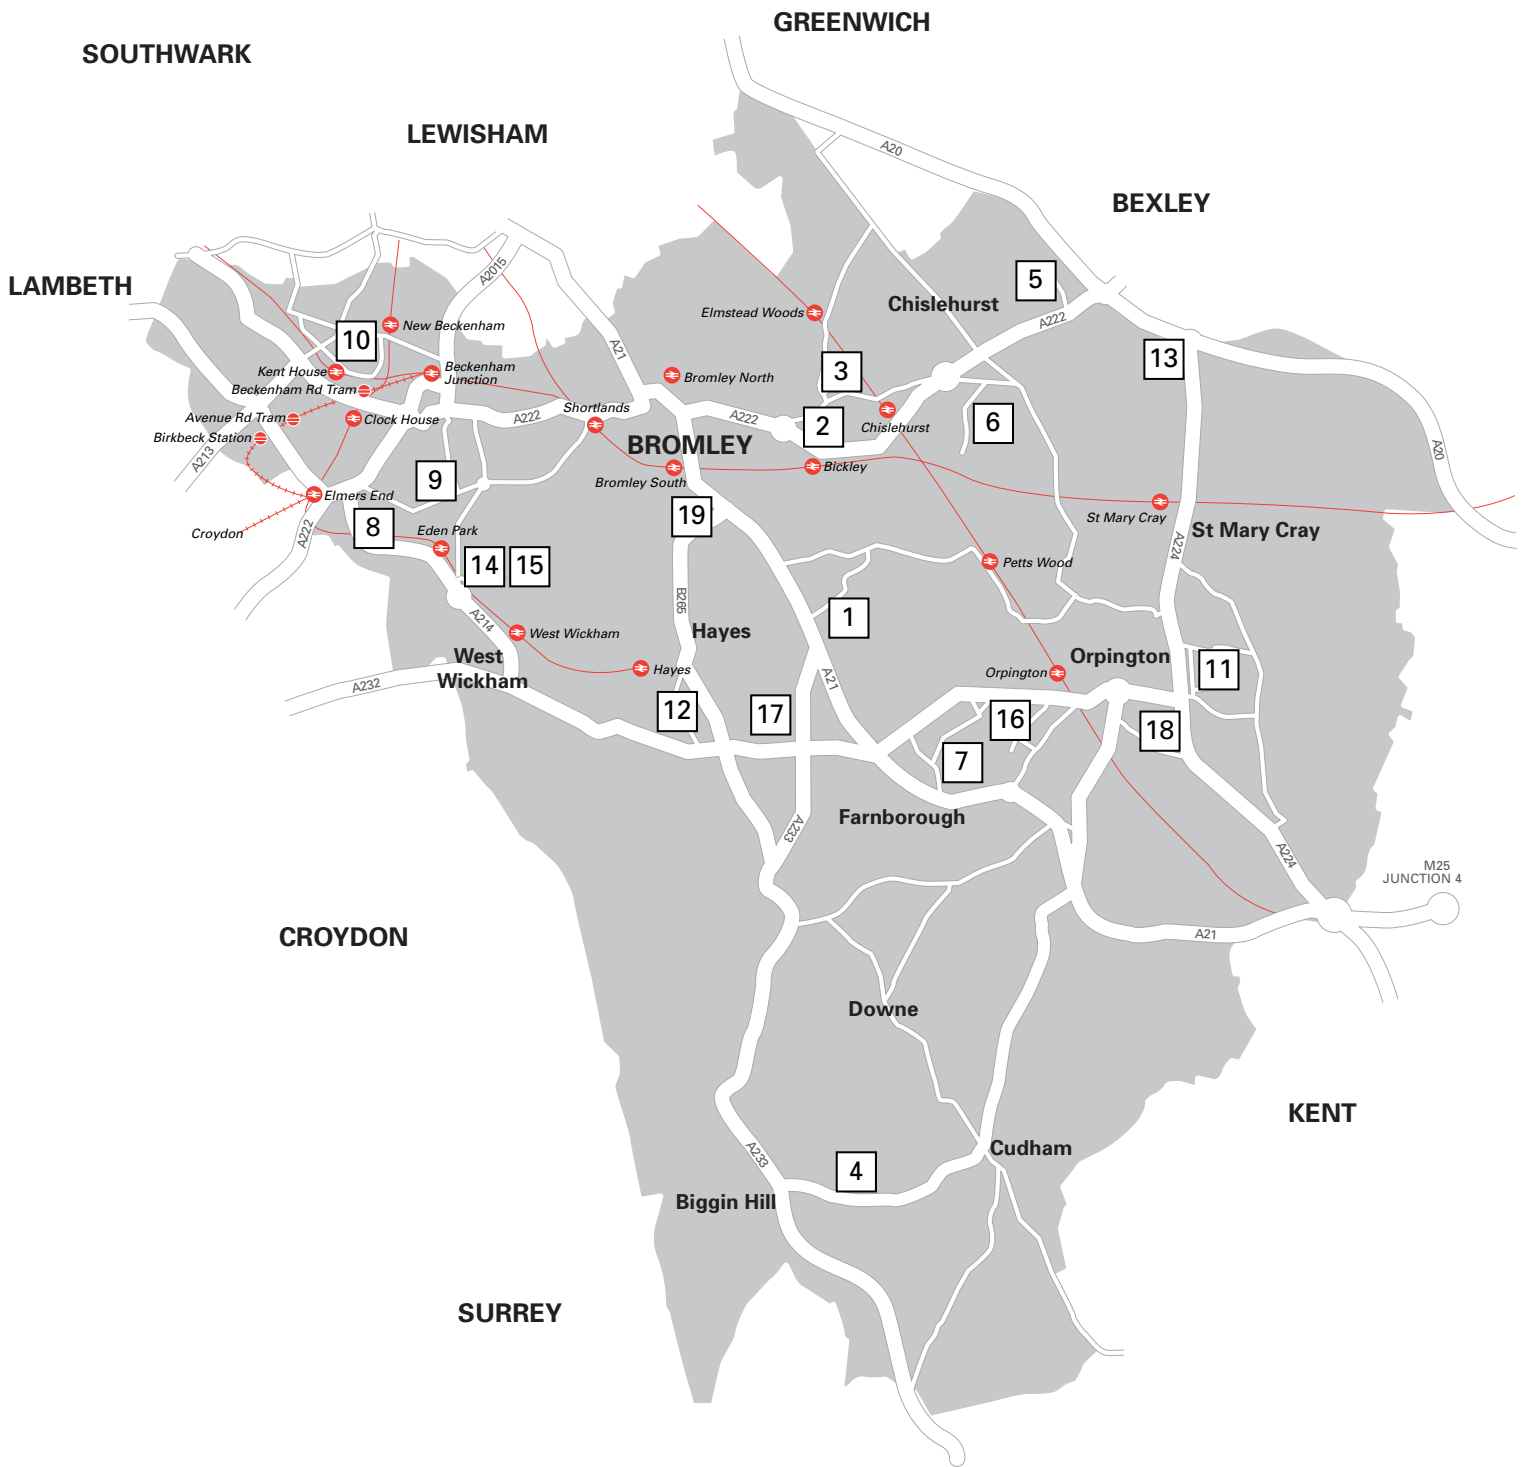 GREENWICH
SOUTHWARK
LEWISHAM
A20
BEXLEY
LAMBETH
A2015
5
Chislehurst
Elmstead Woods
A222
New Beckenham
10
A21
13
Kent House
Beckenham
Junction
3
Bromley North
Beckenham Rd Tram
Shortlands
Avenue Rd Tram
Clock House
A222
A222
2
Chislehurst
6
Birkbeck Station
BROMLEY
A20
A213
Bickley
Bromley South
9
Elmers End
St Mary Cray
19
St Mary Cray
Croydon
A222
8
Eden Park
A224
14
15
Petts Wood
B265
1
A214
West Wickham
Hayes
West
Wickham
Hayes
Orpington
Orpington
11
A232
A21
12
17
16
18
7
Farnborough
A233
A224
M25
JUNCTION 4
CROYDON
A21
Downe
KENT
A233
Cudham
4
Biggin Hill
SURREY